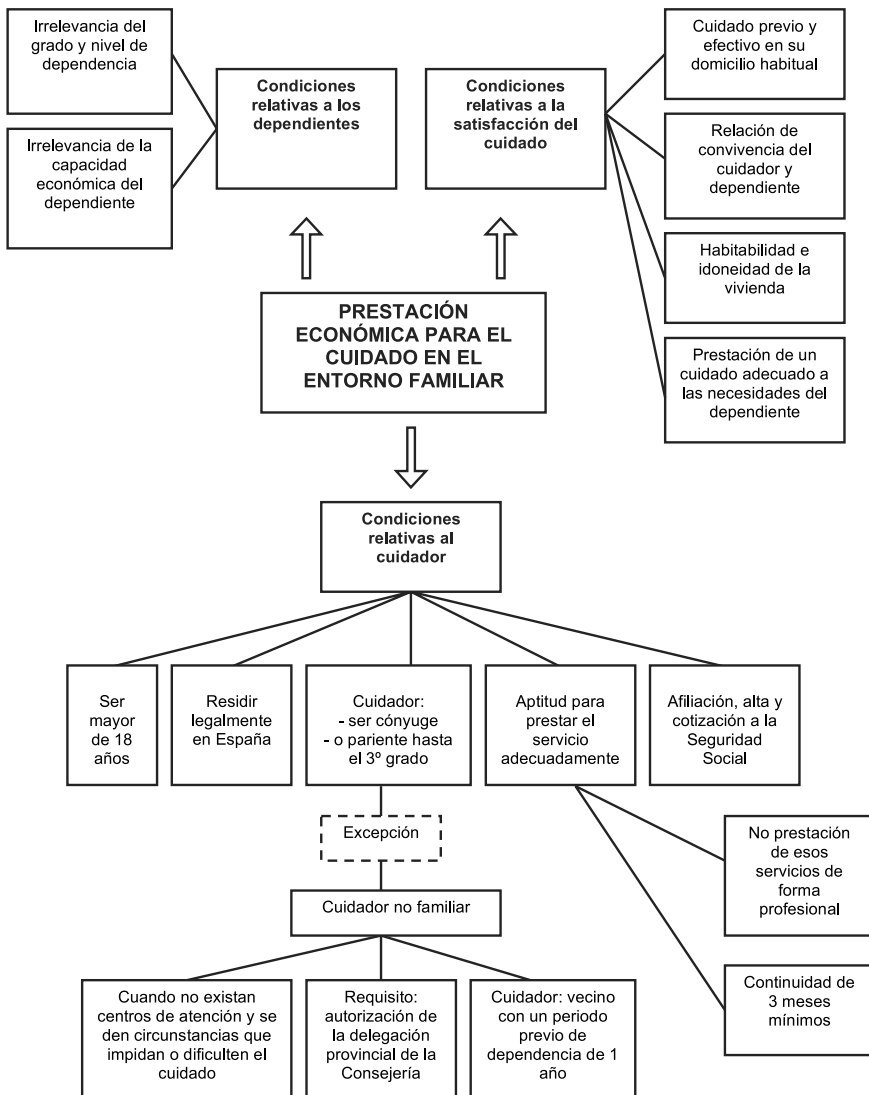 Irrelevancia del
grado y nivel de
dependencia
Irrelevancia de la
capacidad
económica del
dependiente
Condiciones
relativas a los
dependientes
Condiciones
relativas a la
satisfacción del
cuidado
Cuidado previo y
efectivo en su
domicilio habitual
Relación de
convivencia del
cuidador y
dependiente
Habitabilidad e
idoneidad de la
vivienda
Prestación de un
cuidado adecuado a
las necesidades del
dependiente
PRESTACIÓN
ECONÓMICA PARA EL
CUIDADO EN EL
ENTORNO FAMILIAR
Condiciones
relativas al
cuidador
Ser
mayor
de 18
años
Residir
legalmente
en España
Cuidador:
- ser cónyuge
- o pariente hasta
el 3º grado
Aptitud para
prestar el
servicio
adecuadamente
Afiliación, alta y
cotización a la
Seguridad
Social
Excepción
Cuidador no familiar
Cuando no existan
centros de atención y se
den circunstancias que
impidan o dificulten el
cuidado
Requisito:
autorización de
la delegación
provincial de la
Consejería
Cuidador: vecino
con un periodo
previo de
dependencia de 1
año
No prestación
de esos
servicios de
forma
profesional
Continuidad de
3 meses
mínimos